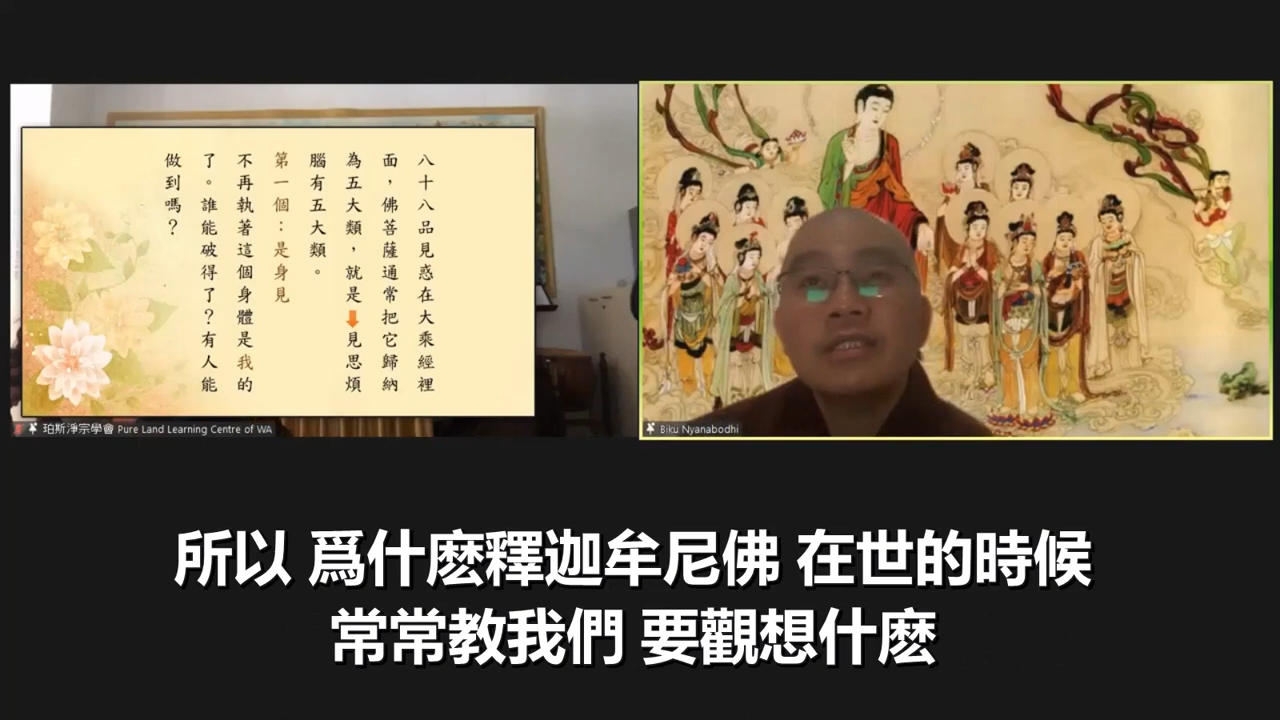 八十八品見惑在大乘經裡
面，佛菩薩通常把它歸納
為五大類，就是見思煩
腦有五大類。
第一個：是身見
不再執著這個身體是我的
了。誰能破得了？有人能
做到嗎？
珀斯淨宗學會 Pure Land Learning Centre of WA
Biku Nyanabodhi
所以 爲什麽釋迦牟尼佛 在世的時候
常常教我們 要觀想什麽